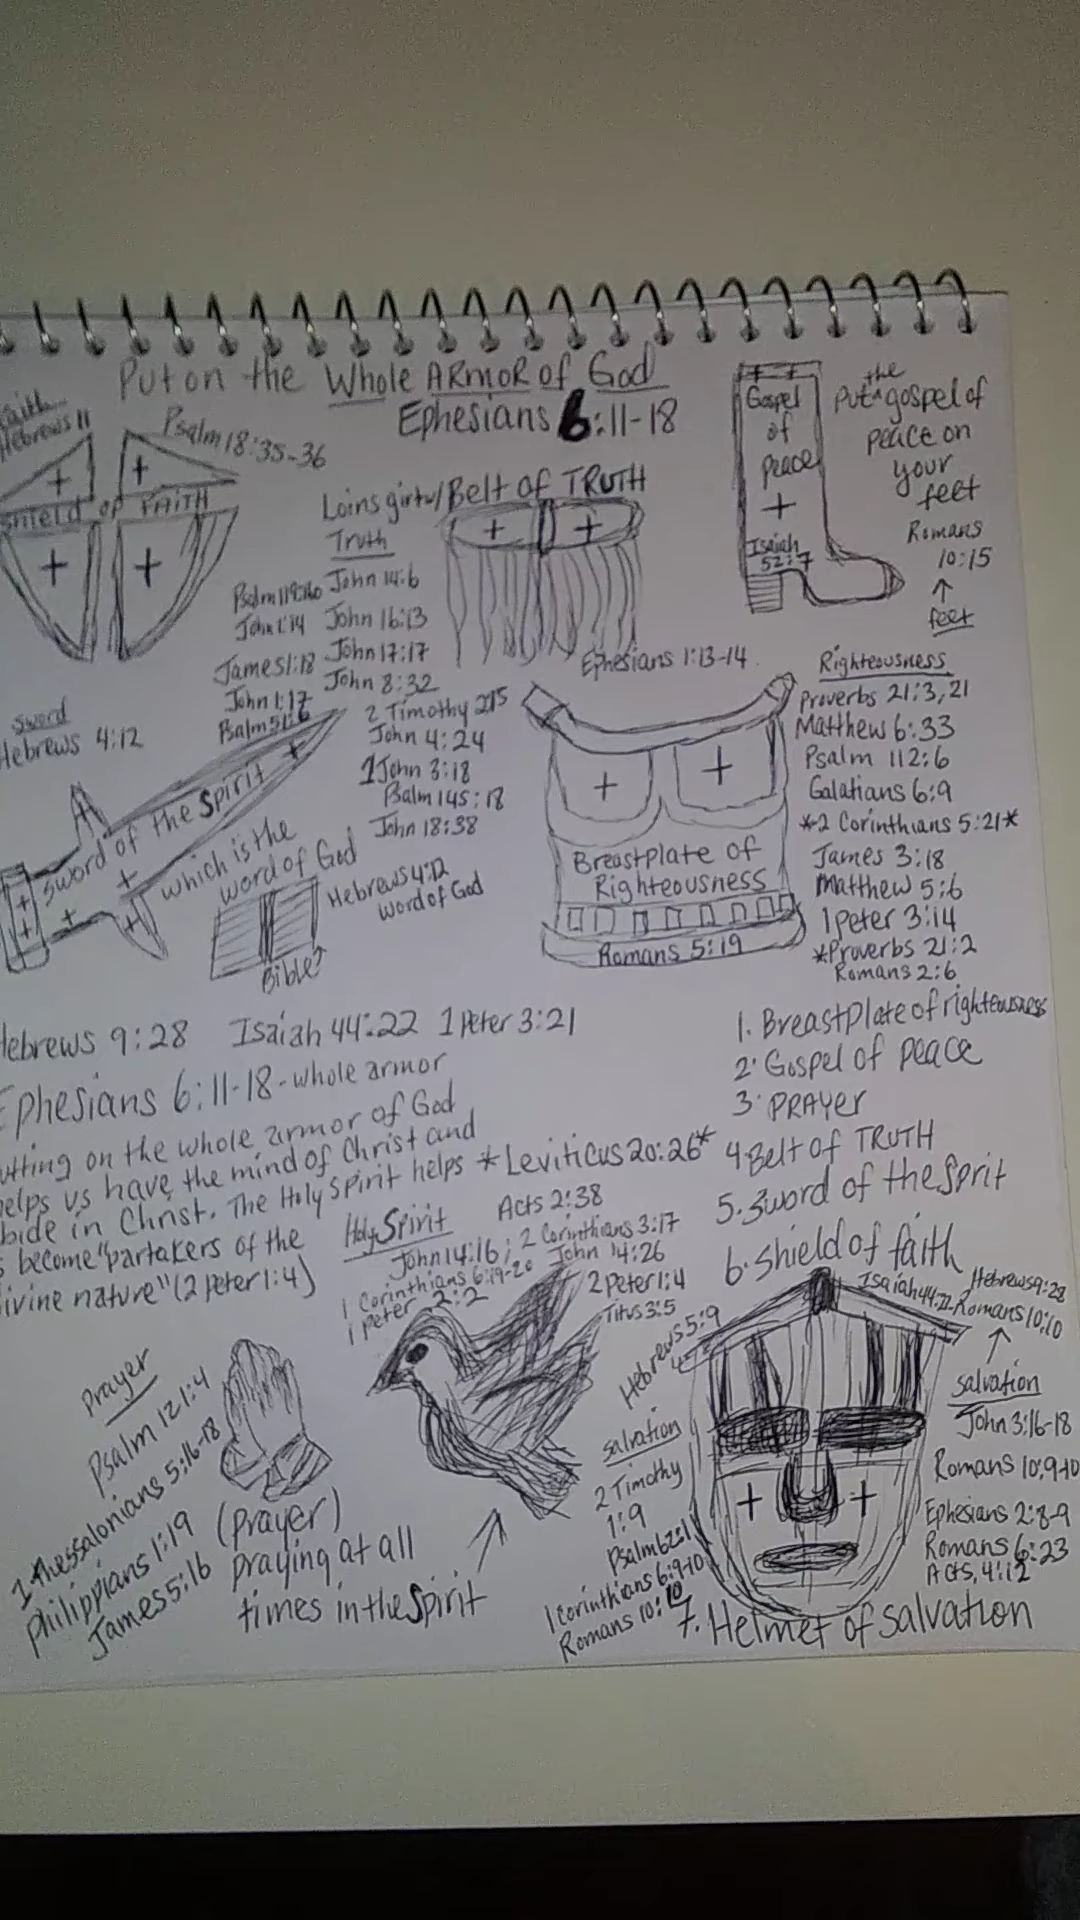 Put on the Whole ARMOR of God
Ephesians 6:11-18
Faith
Hebrews 11
Psalm 18:35-36
Shield of FAITH
Loins girt w/ Belt of TRUTH
Truth
John 14:6
Psalm 119:160
John 16:13
John 1:14
John 17:17
James 1:18
John 8:32
John 1:17
Psalm 51:6
2 Timothy 2:15
John 4:24
1 John 3:18
Psalm 145:18
John 18:38
Gospel
of
peace
Isaiah
52:7
Put the gospel of
peace on
your
feet
Romans
10:15
feet
Sword
Hebrews 4:12
Sword of the Spirit
which is the
word of God
Hebrews 4:12
word of God
Bible
Ephesians 1:13-14
Breastplate of
Righteousness
Romans 5:19
Righteousness
Proverbs 21:3, 21
Matthew 6:33
Psalm 112:6
Galatians 6:9
*2 Corinthians 5:21*
James 3:18
Matthew 5:6
1 Peter 3:14
*Proverbs 21:2
Romans 2:6
Hebrews 9:28 Isaiah 44:22 1 Peter 3:21
Ephesians 6:11-18 - whole armor
utting on the whole armor of God
elps us have the mind of Christ and
bide in Christ. The Holy Spirit helps
s become "partakers of the
ivine nature" (2 Peter 1:4)
*Leviticus 20:26*
1. Breastplate of righteousness
2. Gospel of peace
3. PRAYER
4. Belt of TRUTH
5. Sword of the Sprit
6. Shield of faith
Holy Spirit
Acts 2:38
John 14:16; 2 Corinthians 3:17
1 Corinthians 6:19-20 John 14:26
1 Peter 2:2
2 Peter 1:4
Titus 3:5
Prayer
Psalm 121:4
1 Thessalonians 5:16-18
Philippians 1:19
James 5:16
(prayer)
praying at all
times in the Spirit
Hebrews 5:9
Salvation
2 Timothy
1:9
Psalm 62:1
1 Corinthians 6:9-10
Romans 10:10
Isaiah 44:22 Hebrews 9:28
Romans 10:10
Salvation
John 3:16-18
Romans 10:9-10
Ephesians 2:8-9
Romans 6:23
Acts, 4:12
7. Helmet of salvation